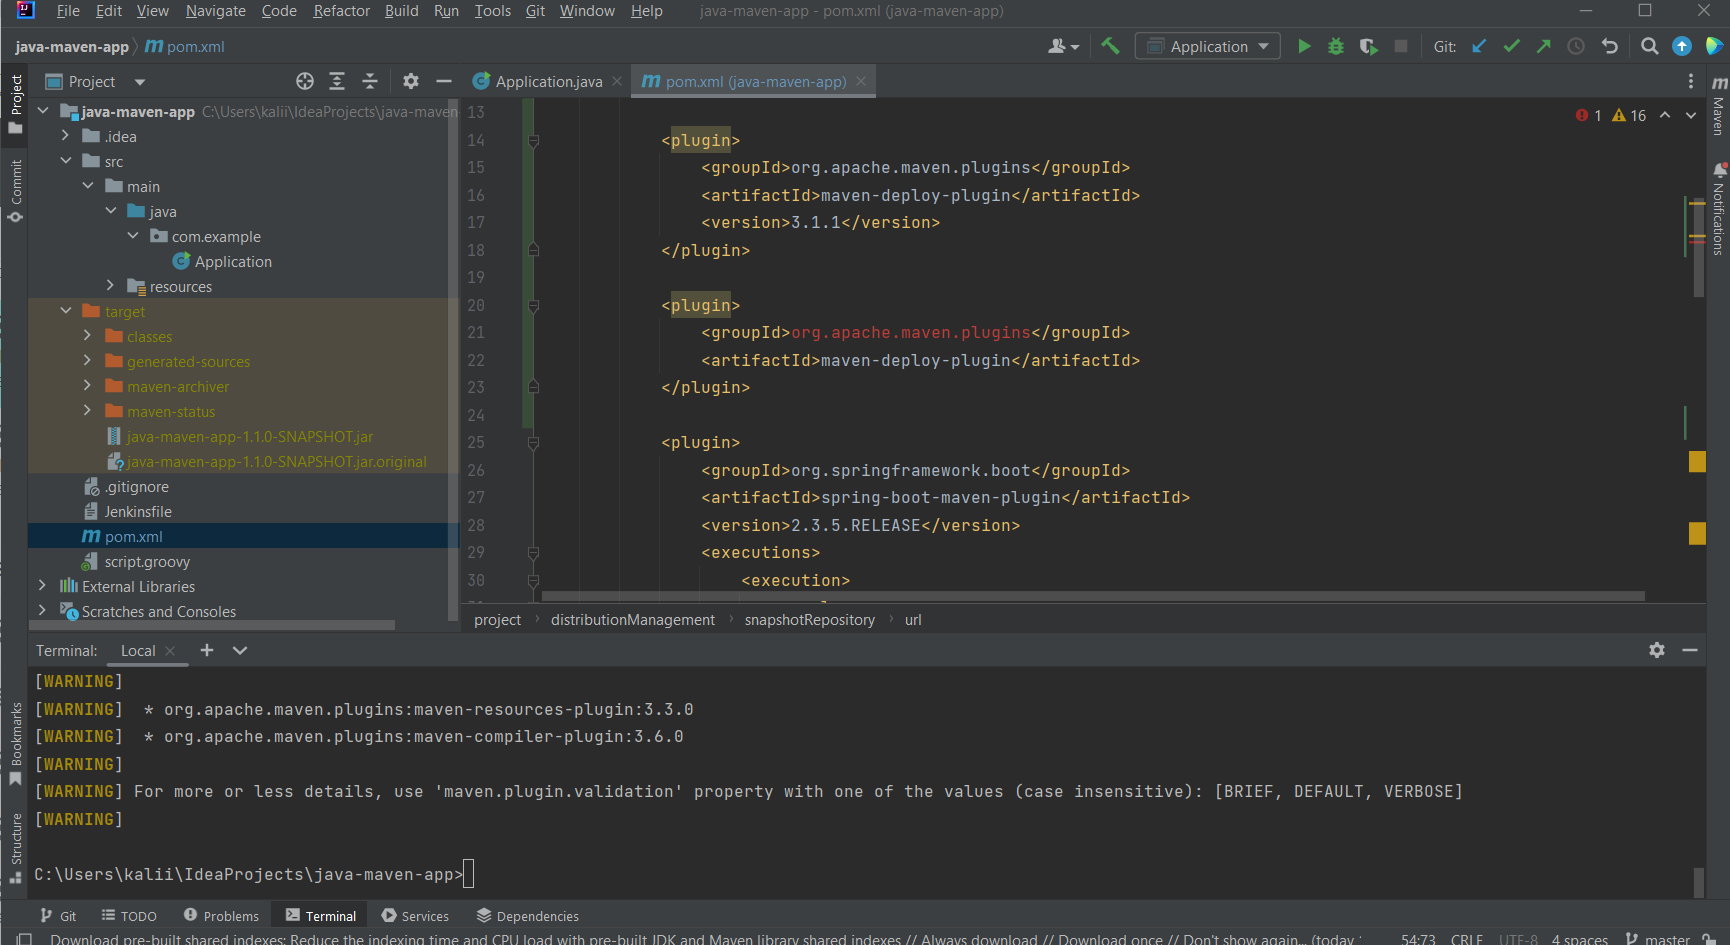 File Edit View Navigate Code Refactor Build Run Tools Git Window Help java-maven-app - pom.xml (java-maven-app)
java-maven-app m pom.xml Application Git:
Project Application.java m pom.xml (java-maven-app)
java-maven-app C:\Users\kalii\IdeaProjects\java-maven
.idea
src
main
java
com.example
Application
resources
target
classes
generated-sources
maven-archiver
maven-status
java-maven-app-1.1.0-SNAPSHOT.jar
java-maven-app-1.1.0-SNAPSHOT.jar.original
.gitignore
Jenkinsfile
m pom.xml
script.groovy
External Libraries
Scratches and Consoles
1 16
13
14 <plugin>
15 <groupId>org.apache.maven.plugins</groupId>
16 <artifactId>maven-deploy-plugin</artifactId>
17 <version>3.1.1</version>
18 </plugin>
19
20 <plugin>
21 <groupId>org.apache.maven.plugins</groupId>
22 <artifactId>maven-deploy-plugin</artifactId>
23 </plugin>
24
25 <plugin>
26 <groupId>org.springframework.boot</groupId>
27 <artifactId>spring-boot-maven-plugin</artifactId>
28 <version>2.3.5.RELEASE</version>
29 <executions>
30 <execution>
project distributionManagement snapshotRepository url
Project
Commit
Bookmarks
Structure
m Maven
Notifications
Terminal: Local
[WARNING]
[WARNING] * org.apache.maven.plugins:maven-resources-plugin:3.3.0
[WARNING] * org.apache.maven.plugins:maven-compiler-plugin:3.6.0
[WARNING]
[WARNING] For more or less details, use 'maven.plugin.validation' property with one of the values (case insensitive): [BRIEF, DEFAULT, VERBOSE]
[WARNING]
C:\Users\kalii\IdeaProjects\java-maven-app>
Git TODO Problems Terminal Services Dependencies
Download pre-built shared indexes: Reduce the indexing time and CPU load with pre-built JDK and Maven library shared indexes // Always download // Download once // Don't show again... (today 54:73 CRLF UTF-8 4 spaces master